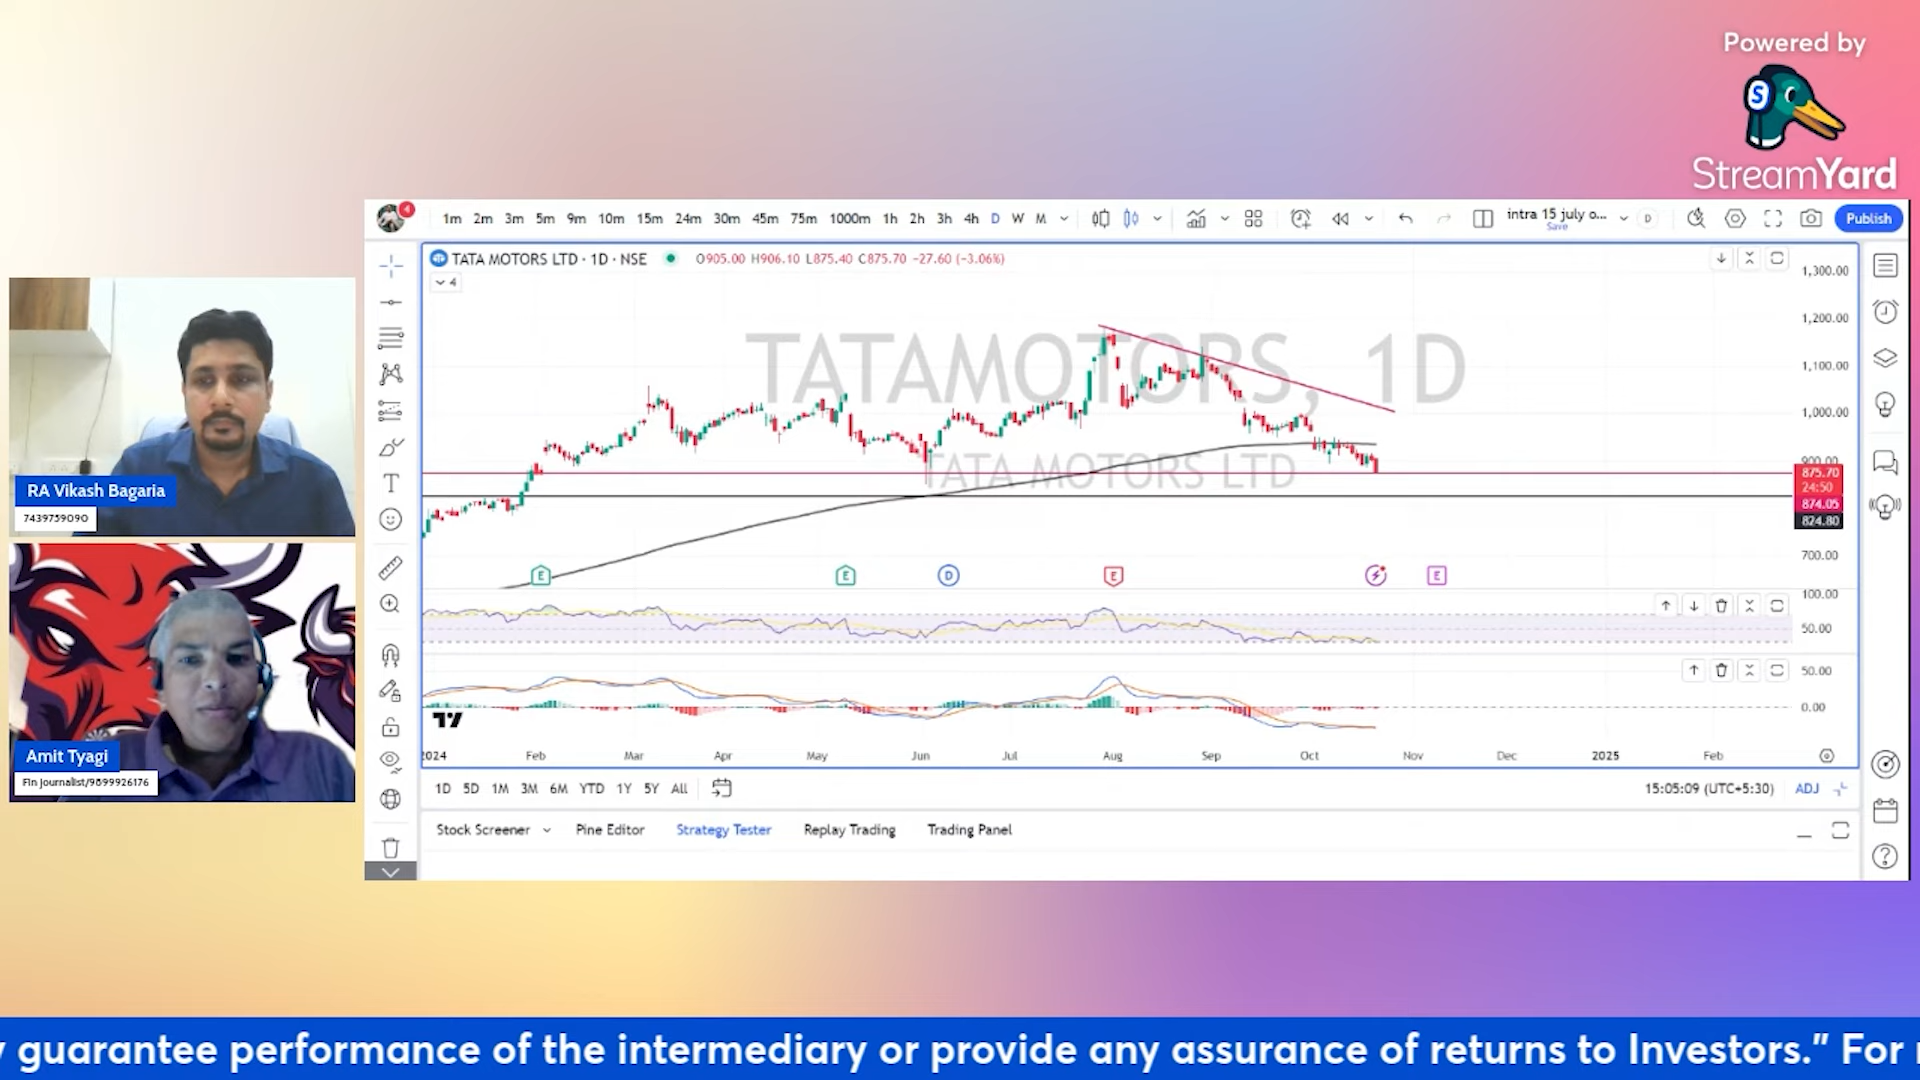 Powered by
StreamYard
4
1m 2m 3m 5m 9m 10m 15m 24m 30m 45m 75m 1000m 1h 2h 3h 4h D W M
intra 15 july o...
Save
D
Publish
TATA MOTORS LTD · 1D · NSE
O905.00 H906.10 L875.40 C875.70 -27.60 (-3.06%)
4
TATAMOTORS, 1D
TATA MOTORS LTD
1,300.00
1,200.00
1,100.00
1,000.00
900.00
875.70
24:50
874.05
824.80
700.00
E E D E E
100.00
50.00
50.00
0.00
2024 Feb Mar Apr May Jun Jul Aug Sep Oct Nov Dec 2025 Feb
1D 5D 1M 3M 6M YTD 1Y 5Y All
15:05:09 (UTC+5:30) ADJ
Stock Screener Pine Editor Strategy Tester Replay Trading Trading Panel
RA Vikash Bagaria
7439759090
Amit Tyagi
Fin Journalist/9899926176
guarantee performance of the intermediary or provide any assurance of returns to Investors.” For